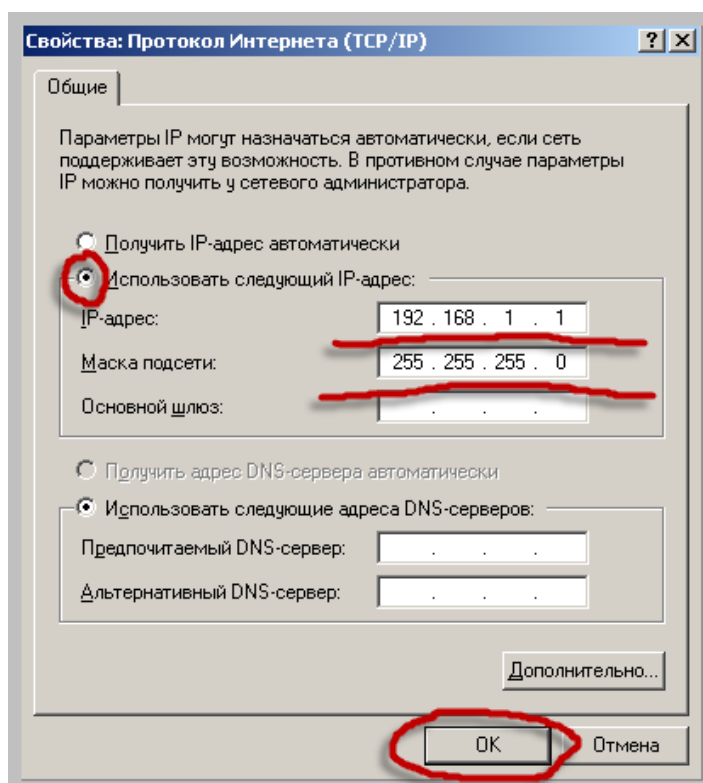 Свойства: Протокол Интернета (TCP/IP)
Общие
Параметры IP могут назначаться автоматически, если сеть
поддерживает эту возможность. В противном случае параметры
IP можно получить у сетевого администратора.
Получить IP-адрес автоматически
Использовать следующий IP-адрес:
IP-адрес: 192 . 168 . 1 . 1
Маска подсети: 255 . 255 . 255 . 0
Основной шлюз: . . .
Получить адрес DNS-сервера автоматически
Использовать следующие адреса DNS-серверов:
Предпочитаемый DNS-сервер: . . .
Альтернативный DNS-сервер: . . .
Дополнительно...
OK Отмена